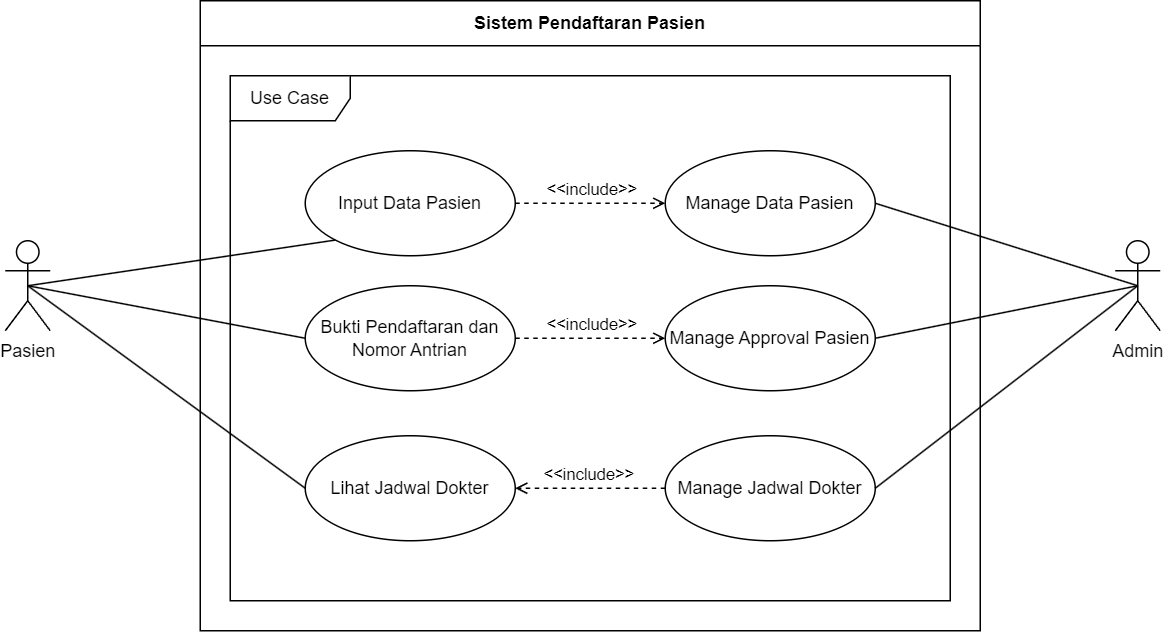 Sistem Pendaftaran Pasien
Use Case
Input Data Pasien
<<include>>
Manage Data Pasien
Bukti Pendaftaran dan
Nomor Antrian
<<include>>
Manage Approval Pasien
Pasien
Admin
Lihat Jadwal Dokter
<<include>>
Manage Jadwal Dokter